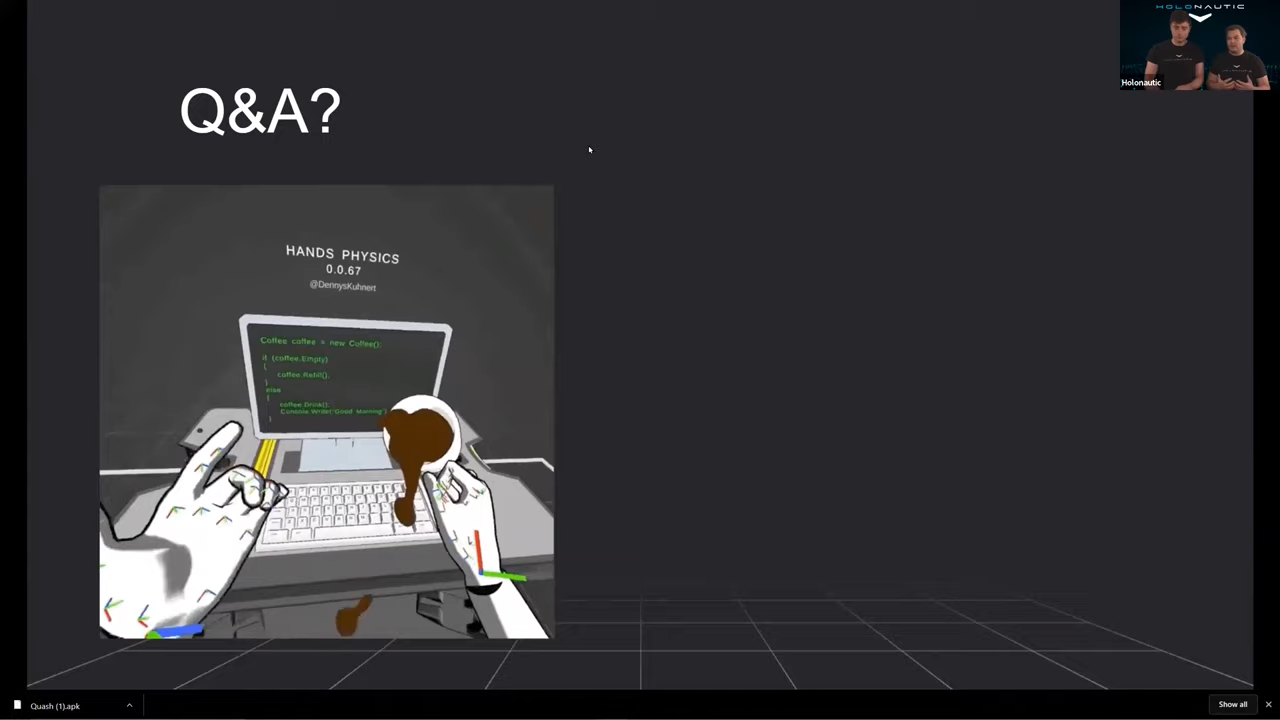 HOLONAUTIC
Holonautic
Q&A?
HANDS PHYSICS
0.0.67
@DennysKuhnert
Coffee coffee = new Coffee();
if (coffee.Empty)
{
coffee.Refill();
}
else
{
coffee.Drink();
Console.Write("Good Morning")
}
Quash (1).apk
Show all